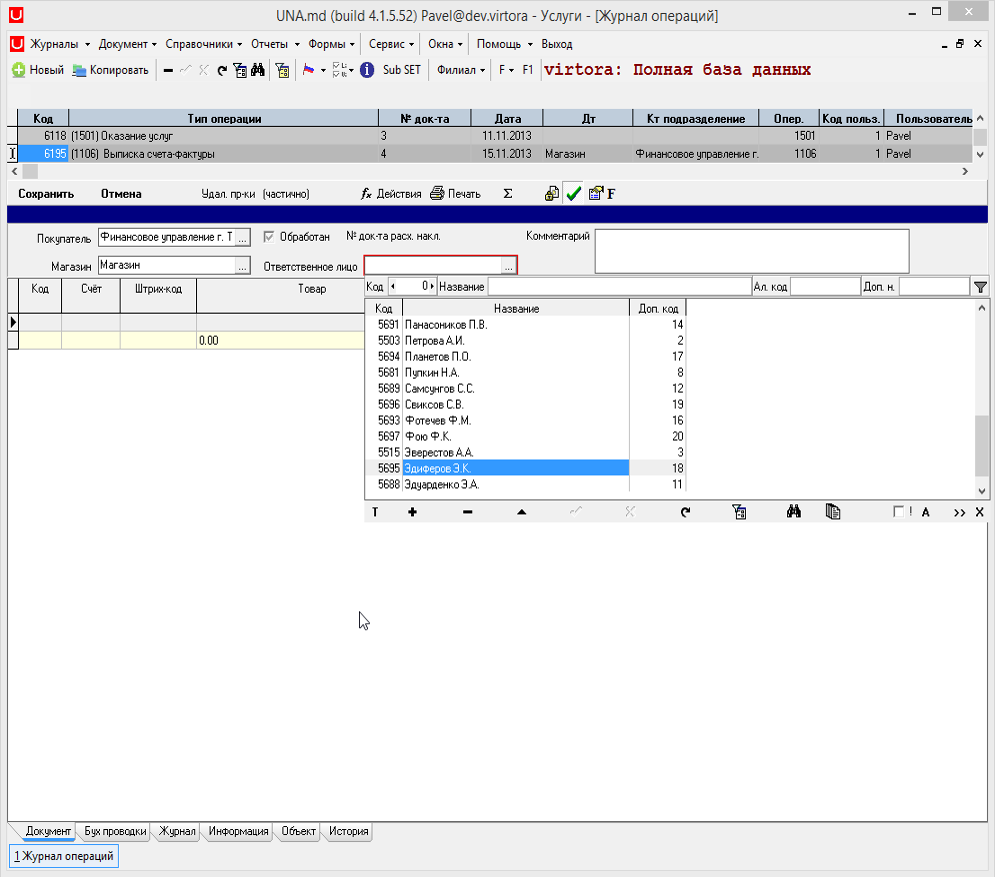 UNA.md (build 4.1.5.52) Pavel@dev.virtora - Услуги - [Журнал операций]
Журналы Документ Справочники Отчеты Формы Сервис Окна Помощь Выход
Новый Копировать Sub SET Филиал F F1 virtora: Полная база данных
Код Тип операции № док-та Дата Дт Кт подразделение Опер. Код польз. Пользователь
6118 (1501) Оказание услуг 3 11.11.2013 1501 1 Pavel
6195 (1106) Выписка счета-фактуры 4 15.11.2013 Магазин Финансовое управление г. 1106 1 Pavel
Сохранить Отмена Удал. пр-ки (частично) fx Действия Печать Σ F
Покупатель Финансовое управление г. Т ... Обработан № док-та расх. накл. Комментарий
Магазин Магазин ... Ответственное лицо ...
Код Счёт Штрих-код Товар
0.00
Код 0 Название Ал. код Доп. н.
Код Название Доп. код
5691 Панасоников П.В. 14
5503 Петрова А.И. 2
5694 Планетов П.О. 17
5681 Пупкин Н.А. 8
5689 Самсунгов С.С. 12
5696 Свиксов С.В. 19
5693 Фотечев Ф.М. 16
5697 Фою Ф.К. 20
5515 Эверестов А.А. 3
5695 Эдиферов Э.К. 18
5688 Эдуарденко Э.А. 11
T ! A >> X
Документ Бух проводки Журнал Информация Объект История
1 Журнал операций